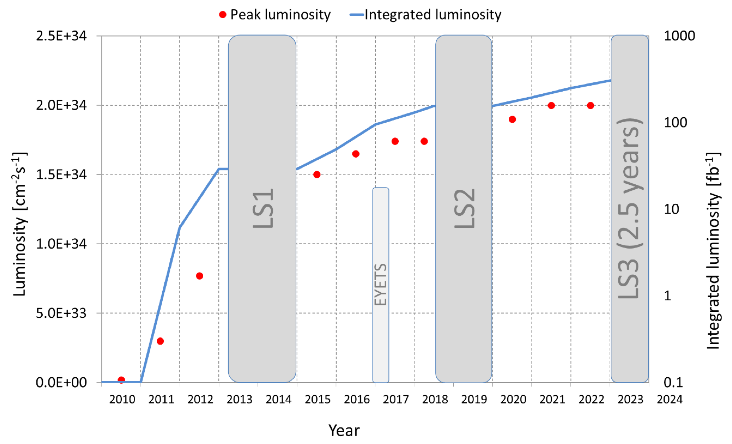 Peak luminosity Integrated luminosity
2.5E+34 1000
2.0E+34 100
1.5E+34 10
1.0E+34 1
5.0E+33 0.1
0.0E+00
Luminosity [cm⁻²s⁻¹]
Integrated luminosity [fb⁻¹]
LS1
EYETS
LS2
LS3 (2.5 years)
2010 2011 2012 2013 2014 2015 2016 2017 2018 2019 2020 2021 2022 2023 2024
Year